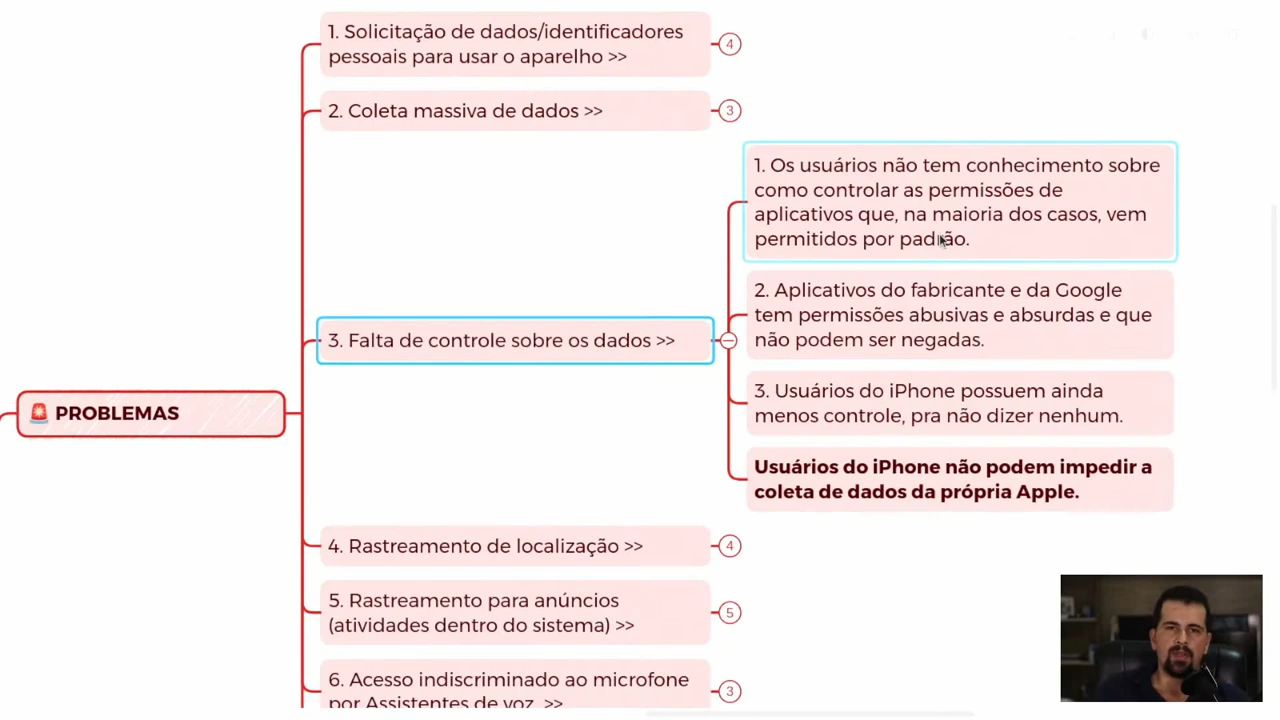 1. Solicitação de dados/identificadores
pessoais para usar o aparelho >>
4
2. Coleta massiva de dados >>
3
1. Os usuários não tem conhecimento sobre
como controlar as permissões de
aplicativos que, na maioria dos casos, vem
permitidos por padrão.
2. Aplicativos do fabricante e da Google
tem permissões abusivas e absurdas e que
não podem ser negadas.
3. Falta de controle sobre os dados >>
3. Usuários do iPhone possuem ainda
menos controle, pra não dizer nenhum.
Usuários do iPhone não podem impedir a
coleta de dados da própria Apple.
PROBLEMAS
4. Rastreamento de localização >>
4
5. Rastreamento para anúncios
(atividades dentro do sistema) >>
5
6. Acesso indiscriminado ao microfone
por Assistentes de voz >>
3